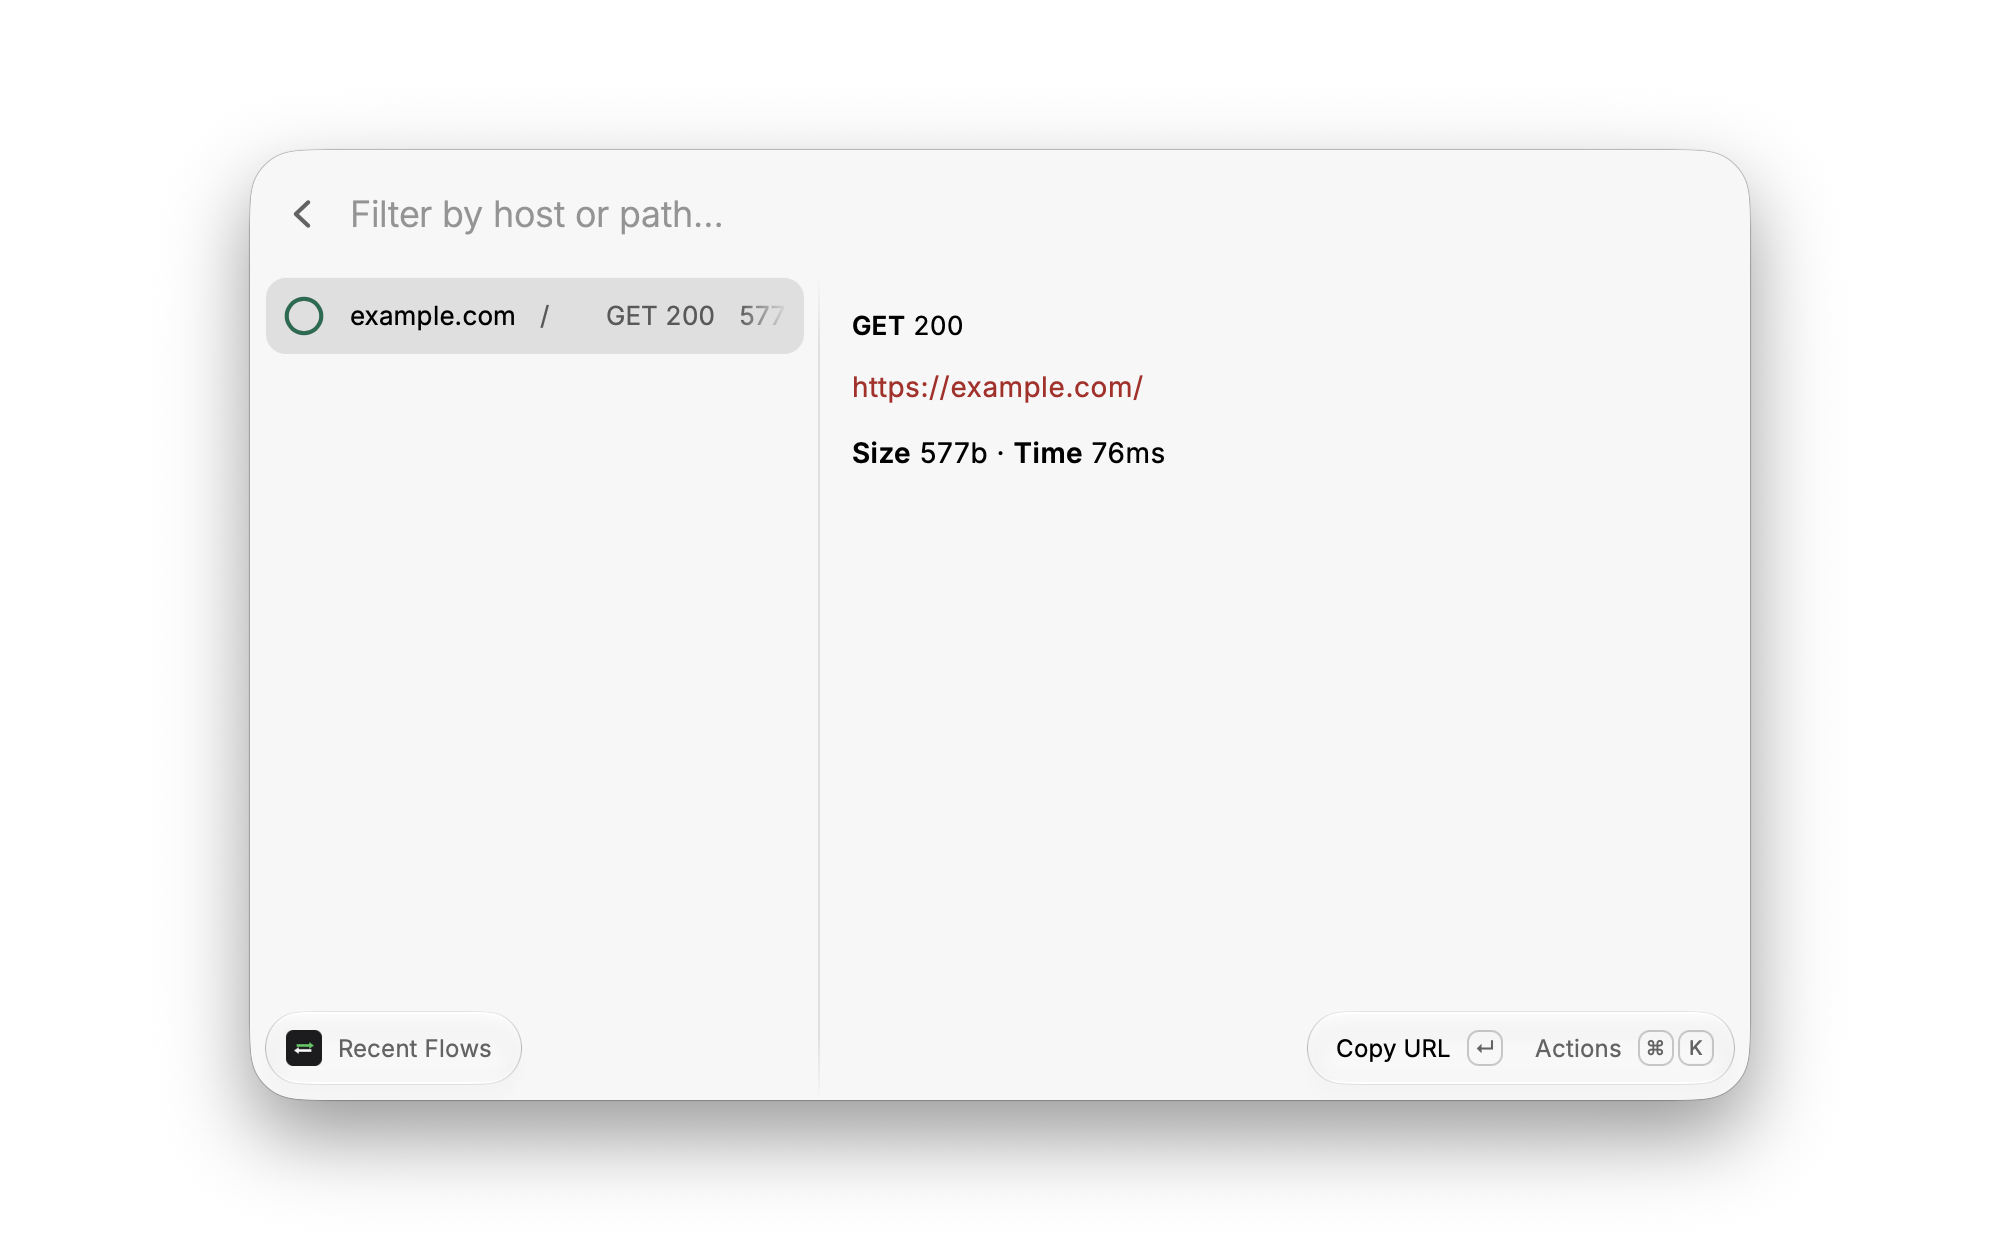 Filter by host or path...
example.com / GET 200 577
GET 200
https://example.com/
Size 577b · Time 76ms
Recent Flows
Copy URL ↵ Actions ⌘ K